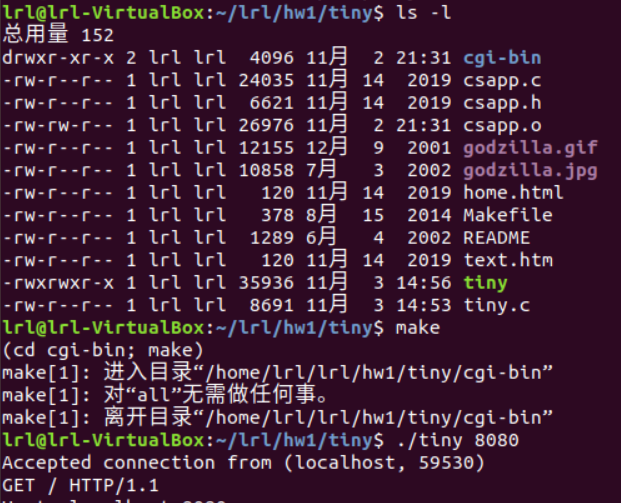 lrl@lrl-VirtualBox:~/lrl/hw1/tiny$ ls -l
总用量 152
drwxr-xr-x 2 lrl lrl  4096 11月  2 21:31 cgi-bin
-rw-r--r-- 1 lrl lrl 24035 11月 14  2019 csapp.c
-rw-r--r-- 1 lrl lrl  6621 11月 14  2019 csapp.h
-rw-rw-r-- 1 lrl lrl 26976 11月  2 21:31 csapp.o
-rw-r--r-- 1 lrl lrl 12155 12月  9  2001 godzilla.gif
-rw-r--r-- 1 lrl lrl 10858 7月   3  2002 godzilla.jpg
-rw-r--r-- 1 lrl lrl   120 11月 14  2019 home.html
-rw-r--r-- 1 lrl lrl   378 8月  15  2014 Makefile
-rw-r--r-- 1 lrl lrl  1289 6月   4  2002 README
-rw-r--r-- 1 lrl lrl   120 11月 14  2019 text.htm
-rwxrwxr-x 1 lrl lrl 35936 11月  3 14:56 tiny
-rw-r--r-- 1 lrl lrl  8691 11月  3 14:53 tiny.c
lrl@lrl-VirtualBox:~/lrl/hw1/tiny$ make
(cd cgi-bin; make)
make[1]: 进入目录“/home/lrl/lrl/hw1/tiny/cgi-bin”
make[1]: 对“all”无需做任何事。
make[1]: 离开目录“/home/lrl/lrl/hw1/tiny/cgi-bin”
lrl@lrl-VirtualBox:~/lrl/hw1/tiny$ ./tiny 8080
Accepted connection from (localhost, 59530)
GET / HTTP/1.1